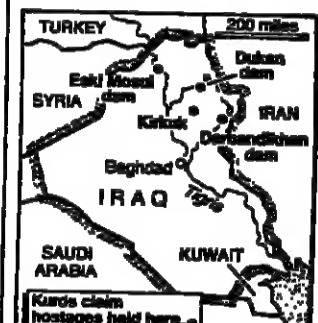 TURKEY
200 miles
Dukan
dam
Eski Mosul
dam
SYRIA
IRAN
Kirkuk
Darbandikhan
dam
Baghdad
IRAQ
SAUDI
ARABIA
KUWAIT
Kurds claim
hostages held here